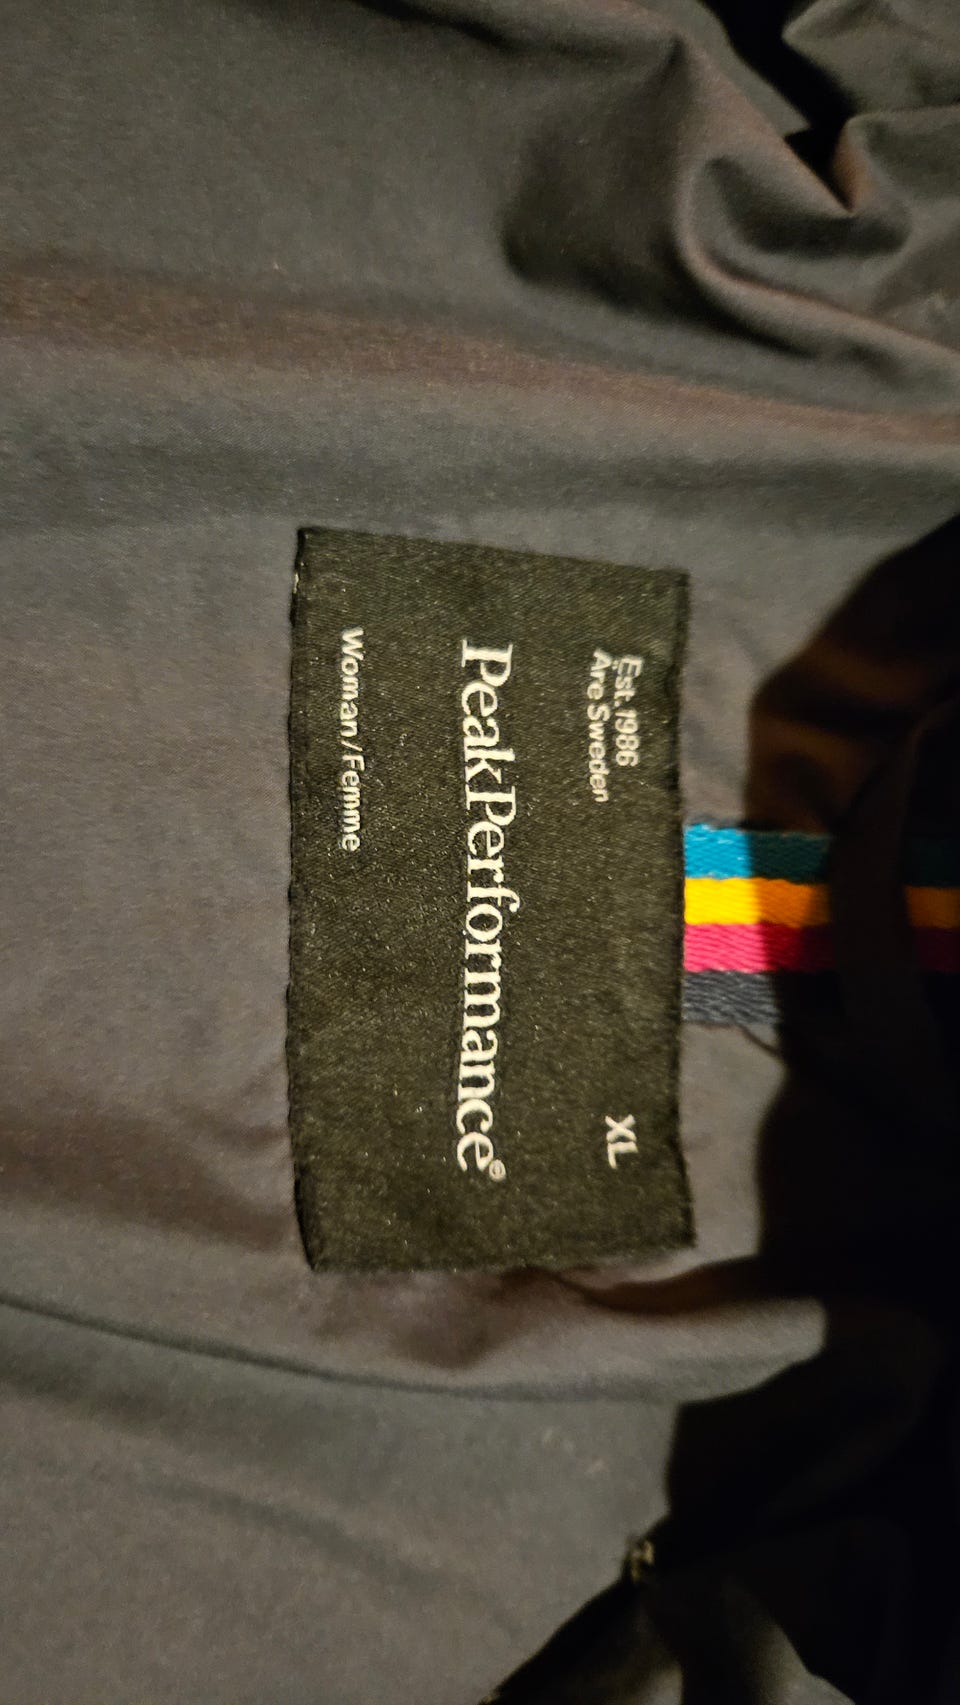 Est. 1986
Åre Sweden
XL
PeakPerformance®
Woman/Femme